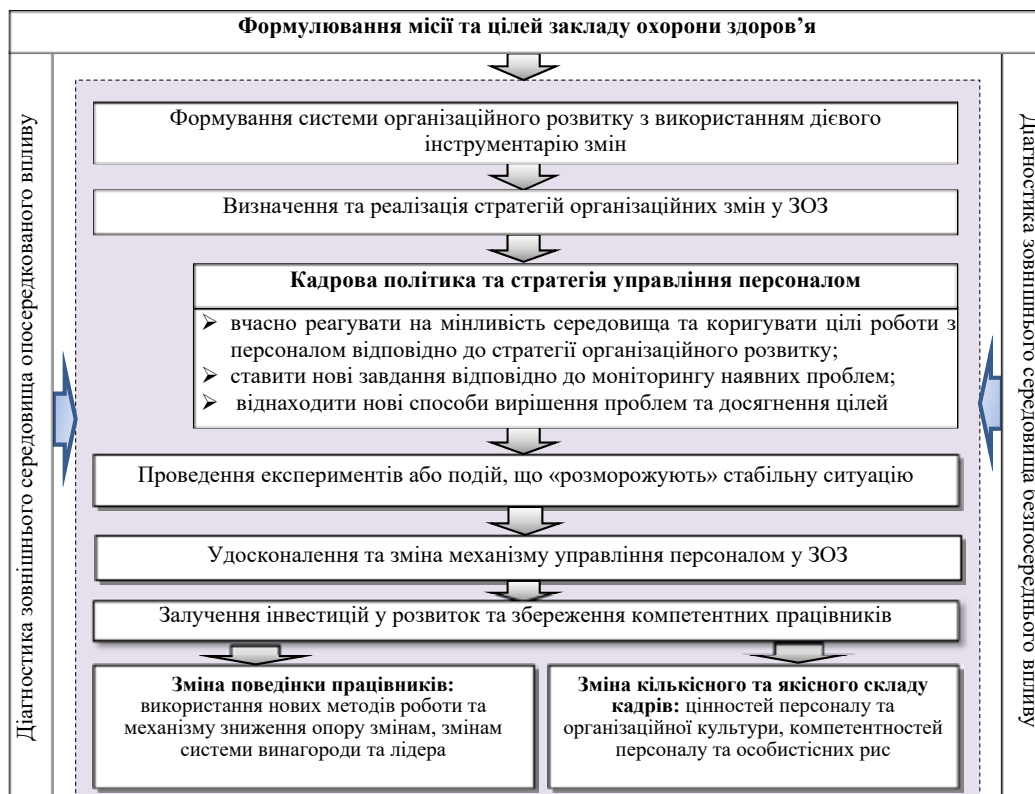 Формулювання місії та цілей закладу охорони здоров’я
Діагностика зовнішнього середовища опосередкованого впливу
Формування системи організаційного розвитку з використанням дієвого
інструментарію змін
Визначення та реалізація стратегій організаційних змін у ЗОЗ
Кадрова політика та стратегія управління персоналом
➢ вчасно реагувати на мінливість середовища та коригувати цілі роботи з
персоналом відповідно до стратегії організаційного розвитку;
➢ ставити нові завдання відповідно до моніторингу наявних проблем;
➢ віднаходити нові способи вирішення проблем та досягнення цілей
Проведення експериментів або подій, що «розморожують» стабільну ситуацію
Удосконалення та зміна механізму управління персоналом у ЗОЗ
Залучення інвестицій у розвиток та збереження компетентних працівників
Зміна поведінки працівників:
використання нових методів роботи та
механізму зниження опору змінам, змінам
системи винагороди та лідера
Зміна кількісного та якісного складу
кадрів: цінностей персоналу та
організаційної культури, компетентностей
персоналу та особистісних рис
Діагностика зовнішнього середовища безпосереднього впливу